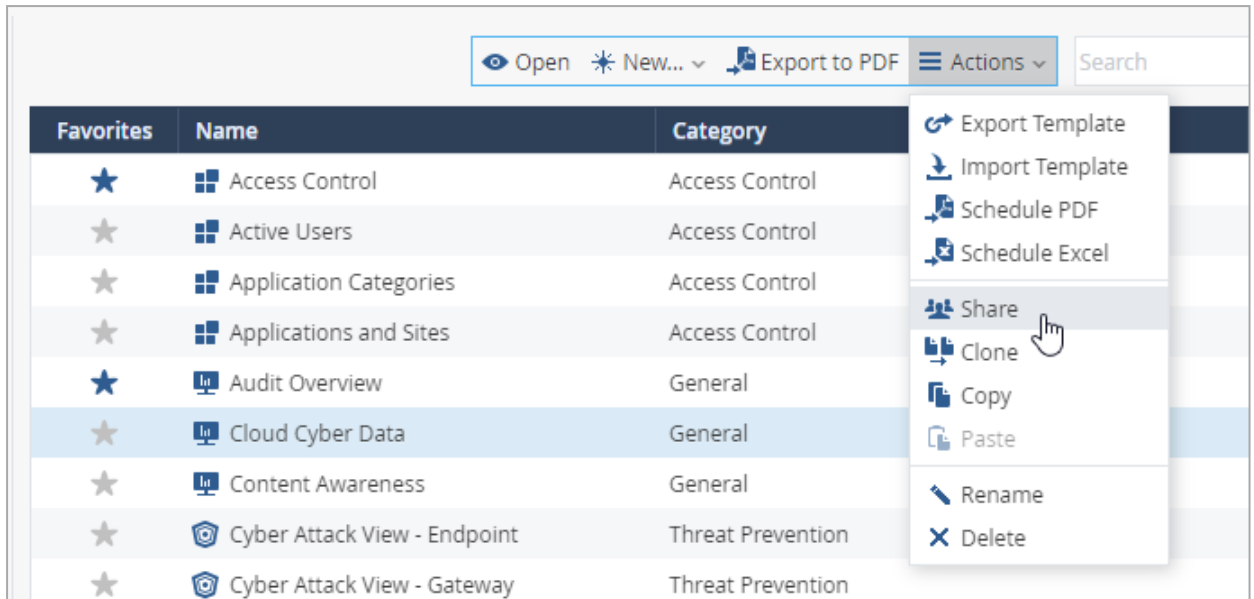 Open New... Export to PDF Actions Search
Favorites Name Category
Export Template
Import Template
Schedule PDF
Schedule Excel
Share
Clone
Copy
Paste
Rename
Delete
Access Control Access Control
Active Users Access Control
Application Categories Access Control
Applications and Sites Access Control
Audit Overview General
Cloud Cyber Data General
Content Awareness General
Cyber Attack View - Endpoint Threat Prevention
Cyber Attack View - Gateway Threat Prevention